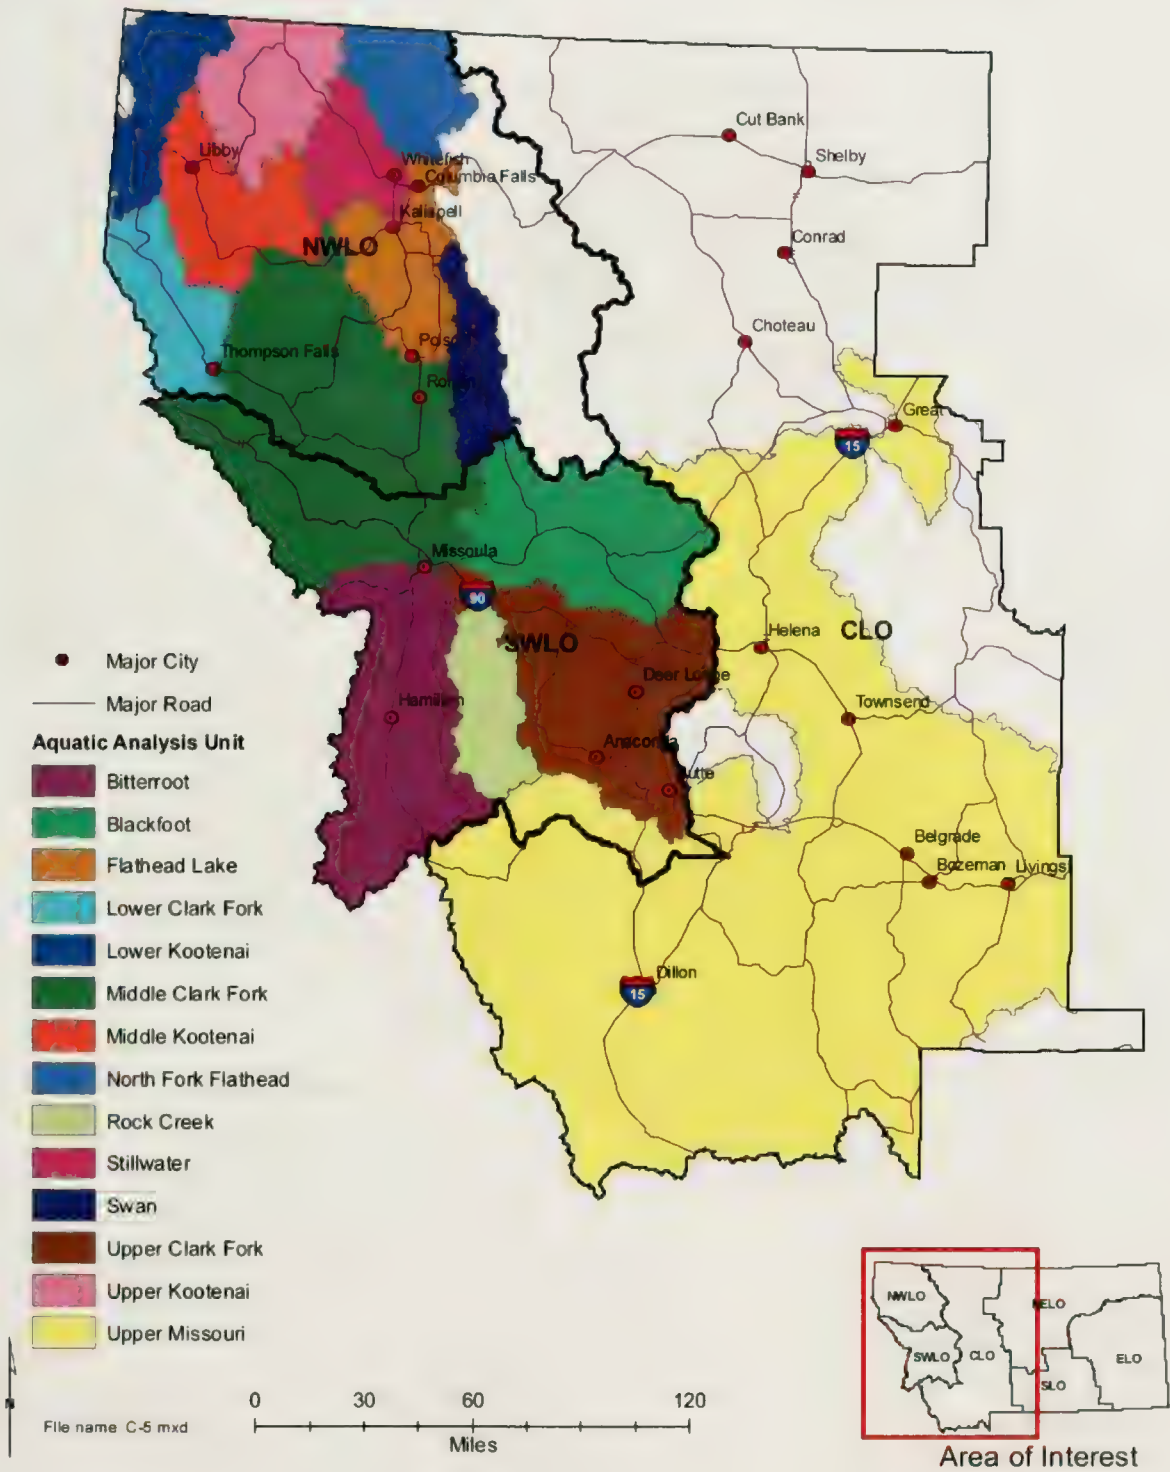 Cut Bank
Shelby
Libby
Whitefish
Columbia Falls
Kalispell
NWLO
Conrad
Choteau
Thompson Falls
Great
15
Missoula
90
Helena
CLO
SWLO
Major City
Deer Lodge
Major Road
Hamilton
Townsend
Aquatic Analysis Unit
Anaconda
Bitterroot
utte
Blackfoot
Belgrade
Flathead Lake
Bozeman
Livings
Lower Clark Fork
Lower Kootenai
Dillon
15
Middle Clark Fork
Middle Kootenai
North Fork Flathead
Rock Creek
Stillwater
Swan
Upper Clark Fork
Upper Kootenai
Upper Missouri
NWLO
NELO
SWLO
CLO
ELO
SLO
0 30 60 120
Miles
File name C-5 mxd
Area of Interest